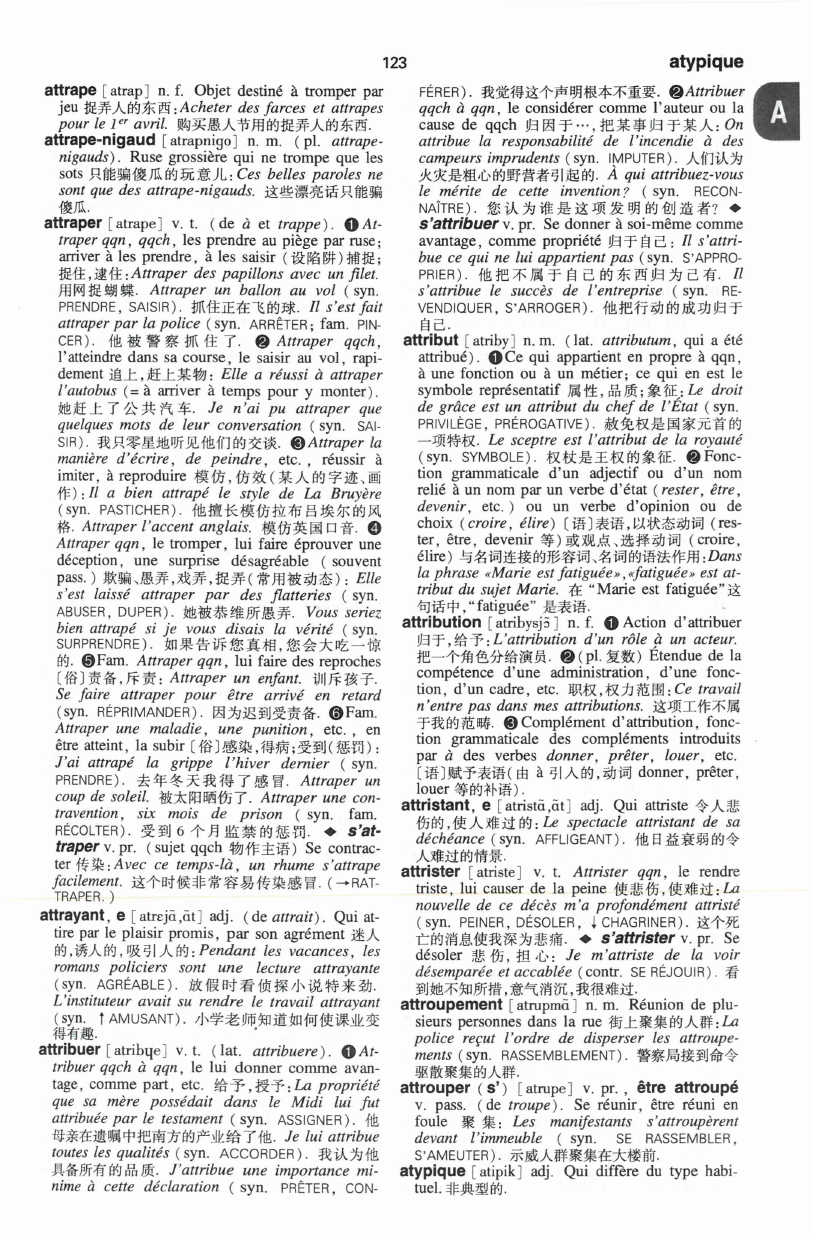 123
atypique
A
attrape [atrap] n. f. Objet destiné à tromper par
jeu 捉弄人的东西:Acheter des farces et attrapes
pour le 1er avril. 购买愚人节用的捉弄人的东西.
attrape-nigaud [atrapnigo] n. m. (pl. attrape-
nigauds). Ruse grossière qui ne trompe que les
sots 只能骗傻瓜的玩意儿:Ces belles paroles ne
sont que des attrape-nigauds. 这些漂亮话只能骗
傻瓜.
attraper [atrape] v. t. (de à et trappe). ❶At-
traper qqn, qqch, les prendre au piège par ruse;
arriver à les prendre, à les saisir (设陷阱)捕捉;
捉住,逮住:Attraper des papillons avec un filet.
用网捉蝴蝶. Attraper un ballon au vol (syn.
PRENDRE, SAISIR). 抓住正在飞的球. Il s'est fait
attraper par la police (syn. ARRÊTER; fam. PIN-
CER). 他被警察抓住了. ❷ Attraper qqch,
l'atteindre dans sa course, le saisir au vol, rapi-
dement 追上,赶上某物: Elle a réussi à attraper
l'autobus (= à arriver à temps pour y monter).
她赶上了公共汽车. Je n'ai pu attraper que
quelques mots de leur conversation (syn. SAI-
SIR). 我只零星地听见他们的交谈. ❸Attraper la
manière d'écrire, de peindre, etc., réussir à
imiter, à reproduire 模仿,仿效(某人的字迹、画
作):Il a bien attrapé le style de La Bruyère
(syn. PASTICHER). 他擅长模仿拉布吕埃尔的风
格. Attraper l'accent anglais. 模仿英国口音. ❹
Attraper qqn, le tromper, lui faire éprouver une
déception, une surprise désagréable (souvent
pass.) 欺骗、愚弄,戏弄,捉弄(常用被动态): Elle
s'est laissé attraper par des flatteries (syn.
ABUSER, DUPER). 她被恭维所愚弄. Vous seriez
bien attrapé si je vous disais la vérité (syn.
SURPRENDRE). 如果告诉您真相,您会大吃一惊
的. ❺Fam. Attraper qqn, lui faire des reproches
[俗]责备,斥责: Attraper un enfant. 训斥孩子.
Se faire attraper pour être arrivé en retard
(syn. RÉPRIMANDER). 因为迟到受责备. ❻Fam.
Attraper une maladie, une punition, etc., en
être atteint, la subir [俗]感染,得病;受到(惩罚):
J'ai attrapé la grippe l'hiver dernier (syn.
PRENDRE). 去年冬天我得了感冒. Attraper un
coup de soleil. 被太阳晒伤了. Attraper une con-
travention, six mois de prison (syn. fam.
RÉCOLTER). 受到 6 个月监禁的惩罚. ◆ s'at-
traper v. pr. (sujet qqch 物作主语) Se contrac-
ter 传染:Avec ce temps-là, un rhume s'attrape
facilement. 这个时候非常容易传染感冒. (→RAT-
TRAPER.)
attrayant, e [atrɛjɑ̃,ɑ̃t] adj. (de attrait). Qui at-
tire par le plaisir promis, par son agrément 迷人
的,诱人的,吸引人的:Pendant les vacances, les
romans policiers sont une lecture attrayante
(syn. AGRÉABLE). 放假时看侦探小说特来劲.
L'instituteur avait su rendre le travail attrayant
(syn. ↑AMUSANT). 小学老师知道如何使课业变
得有趣.
attribuer [atribɥe] v. t. (lat. attribuere). ❶At-
tribuer qqch à qqn, le lui donner comme avan-
tage, comme part, etc. 给予,授予:La propriété
que sa mère possédait dans le Midi lui fut
attribuée par le testament (syn. ASSIGNER). 他
母亲在遗嘱中把南方的产业给了他. Je lui attribue
toutes les qualités (syn. ACCORDER). 我认为他
具备所有的品质. J'attribue une importance mi-
nime à cette déclaration (syn. PRÊTER, CON-
FÉRER). 我觉得这个声明根本不重要. ❷Attribuer
qqch à qqn, le considérer comme l'auteur ou la
cause de qqch 归因于…,把某事归于某人: On
attribue la responsabilité de l'incendie à des
campeurs imprudents (syn. IMPUTER). 人们认为
火灾是粗心的野营者引起的. À qui attribuez-vous
le mérite de cette invention? (syn. RECON-
NAÎTRE). 您认为谁是这项发明的创造者? ◆
s'attribuer v. pr. Se donner à soi-même comme
avantage, comme propriété 归于自己: Il s'attri-
bue ce qui ne lui appartient pas (syn. S'APPRO-
PRIER). 他把不属于自己的东西归为己有. Il
s'attribue le succès de l'entreprise (syn. RE-
VENDIQUER, S'ARROGER). 他把行动的成功归于
自己.
attribut [atriby] n. m. (lat. attributum, qui a été
attribué). ❶Ce qui appartient en propre à qqn,
à une fonction ou à un métier; ce qui en est le
symbole représentatif 属性,品质;象征:Le droit
de grâce est un attribut du chef de l'État (syn.
PRIVILÈGE, PRÉROGATIVE). 赦免权是国家元首的
一项特权. Le sceptre est l'attribut de la royauté
(syn. SYMBOLE). 权杖是王权的象征. ❷Fonc-
tion grammaticale d'un adjectif ou d'un nom
relié à un nom par un verbe d'état (rester, être,
devenir, etc.) ou un verbe d'opinion ou de
choix (croire, élire) [语]表语,以状态动词(res-
ter, être, devenir 等)或观点、选择动词 (croire,
élire) 与名词连接的形容词、名词的语法作用:Dans
la phrase «Marie est fatiguée»,«fatiguée» est at-
tribut du sujet Marie. 在 “Marie est fatiguée”这
句话中,“fatiguée” 是表语.
attribution [atribysjɔ̃] n. f. ❶ Action d'attribuer
归于,给予:L'attribution d'un rôle à un acteur.
把一个角色分给演员. ❷(pl. 复数) Étendue de la
compétence d'une administration, d'une fonc-
tion, d'un cadre, etc. 职权,权力范围:Ce travail
n'entre pas dans mes attributions. 这项工作不属
于我的范畴. ❸Complément d'attribution, fonc-
tion grammaticale des compléments introduits
par à des verbes donner, prêter, louer, etc.
[语]赋予表语(由 à 引入的,动词 donner, prêter,
louer 等的补语).
attristant, e [atristɑ̃,ɑ̃t] adj. Qui attriste 令人悲
伤的,使人难过的:Le spectacle attristant de sa
déchéance (syn. AFFLIGEANT). 他日益衰弱的令
人难过的情景.
attrister [atriste] v. t. Attrister qqn, le rendre
triste, lui causer de la peine 使悲伤,使难过:La
nouvelle de ce décès m'a profondément attristé
(syn. PEINER, DÉSOLER, ↓CHAGRINER). 这个死
亡的消息使我深为悲痛. ◆ s'attrister v. pr. Se
désoler 悲伤,担心: Je m'attriste de la voir
désemparée et accablée (contr. SE RÉJOUIR). 看
到她不知所措,意气消沉,我很难过.
attroupement [atrupmɑ̃] n. m. Réunion de plu-
sieurs personnes dans la rue 街上聚集的人群:La
police reçut l'ordre de disperser les attroupe-
ments (syn. RASSEMBLEMENT). 警察局接到命令
驱散聚集的人群.
attrouper (s') [atrupe] v. pr., être attroupé
v. pass. (de troupe). Se réunir, être réuni en
foule 聚集: Les manifestants s'attroupèrent
devant l'immeuble (syn. SE RASSEMBLER,
S'AMEUTER). 示威人群聚集在大楼前.
atypique [atipik] adj. Qui diffère du type habi-
tuel. 非典型的.